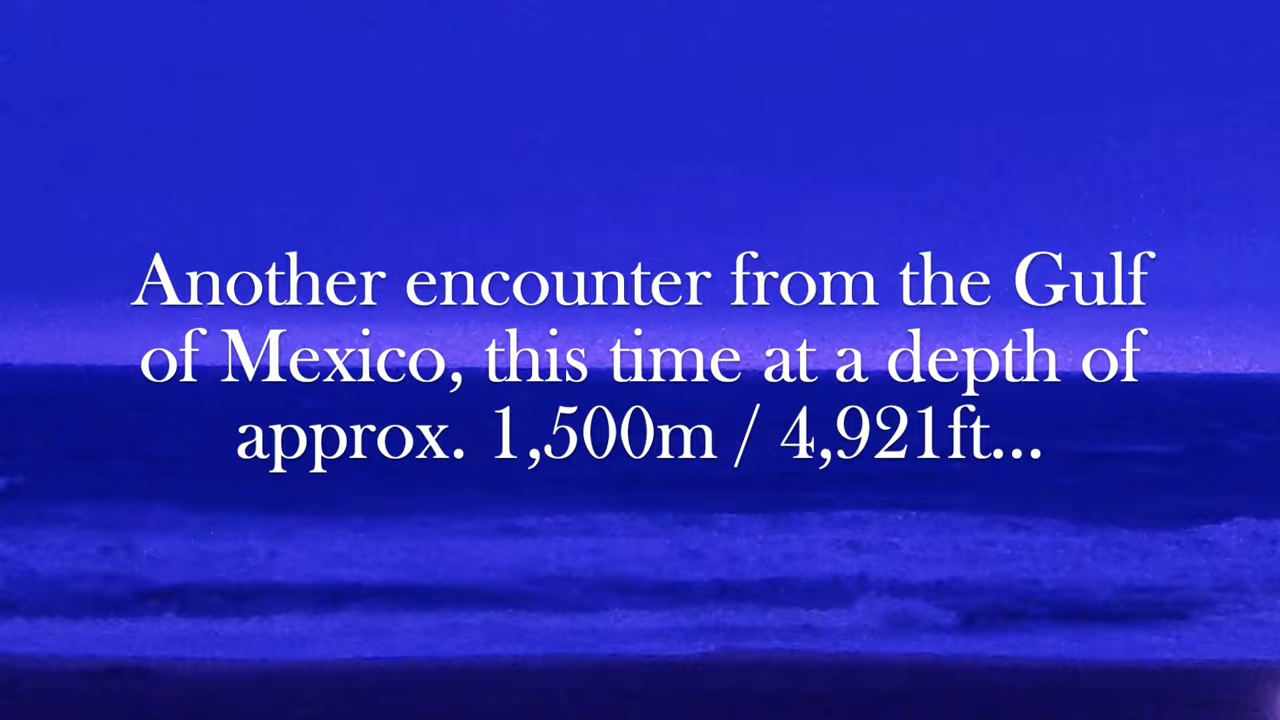 Another encounter from the Gulf
of Mexico, this time at a depth of
approx. 1,500m / 4,921ft...